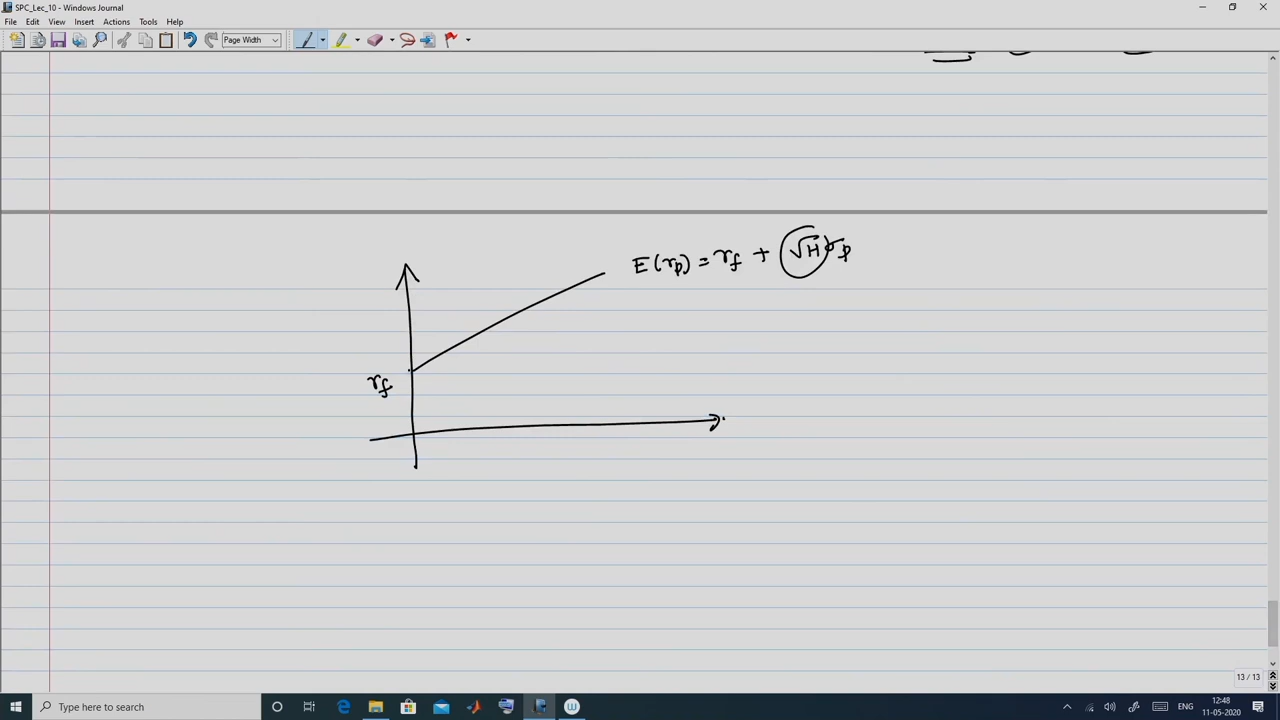 SPC_Lec_10 - Windows Journal
File Edit View Insert Actions Tools Help
Page Width
E(rp) = rf + √H σp
rf
13 / 13
Type here to search
ENG
12:48
11-05-2020